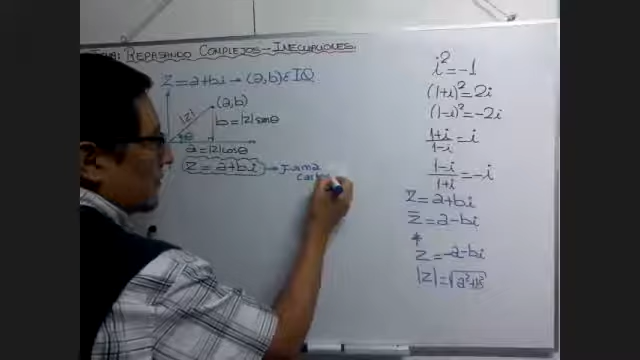 TEMA: REPASANDO COMPLEJOS - INECUACIONES.
Z = a+bi → (a,b) ∈ IQ
(a,b)
|Z|
b = |Z| senθ
θ
a = |Z| cosθ
Z = a+bi → Forma
i² = -1
(1+i)² = 2i
(1-i)² = -2i
1+i/1-i = i
1-i/1+i = -i
Z = a+bi
Z̄ = a-bi
Z* = -a-bi
|Z| = √a²+b²